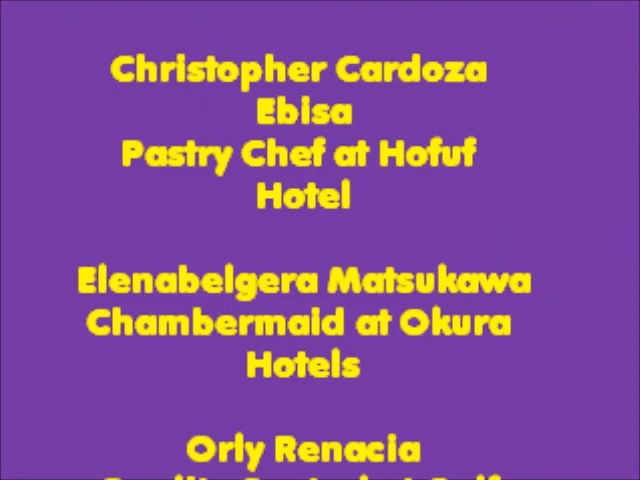 Christopher Cardoza
Ebisa
Pastry Chef at Hofuf
Hotel
Elenabelgera Matsukawa
Chambermaid at Okura
Hotels
Orly Renacia